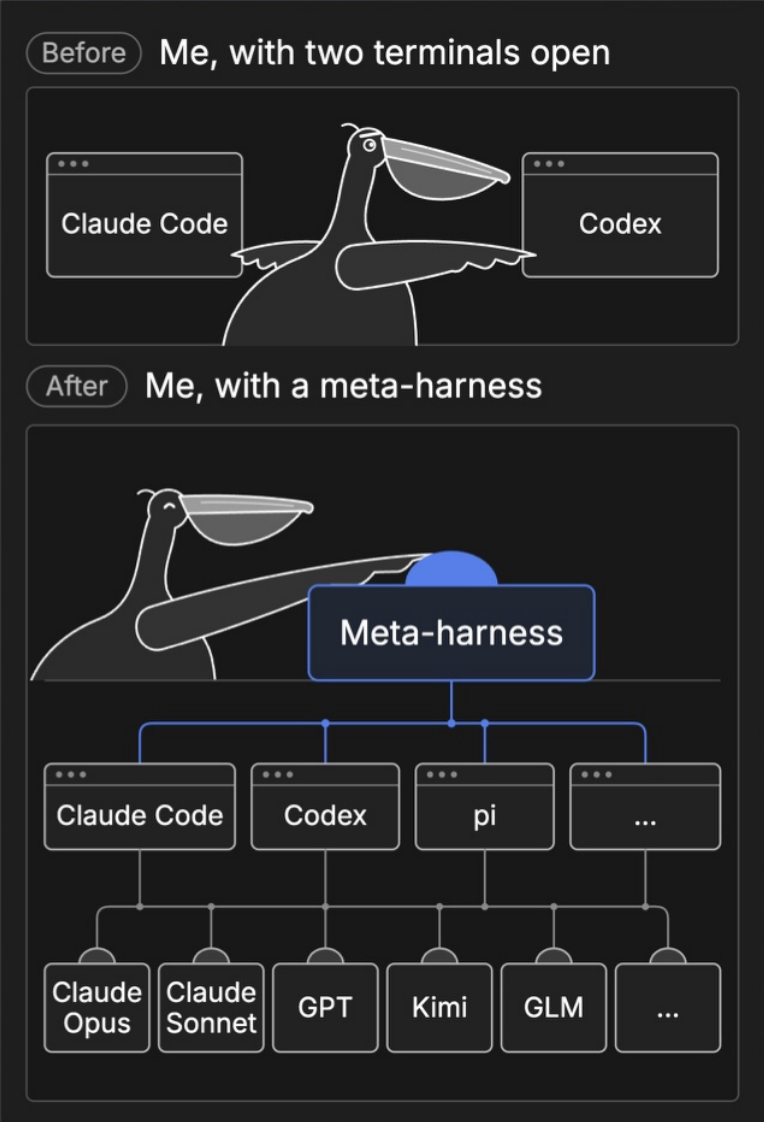 Before
Me, with two terminals open
Claude Code
Codex
After
Me, with a meta-harness
Meta-harness
Claude Code
Codex
pi
...
Claude
Opus
Claude
Sonnet
GPT
Kimi
GLM
...